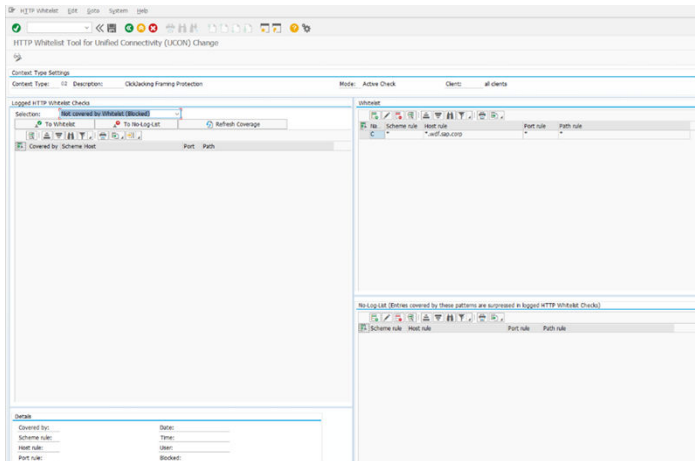 HTTP Whitelist Edit Goto System Help
HTTP Whitelist Tool for Unified Connectivity (UCON) Change
Context Type Settings
Context Type: 02 Description: ClickJacking Framing Protection Mode: Active Check Client: all clients
Logged HTTP Whitelist Checks
Selection: Not covered by Whitelist (Blocked)
To Whitelist To No-Log-List Refresh Coverage
Covered by Scheme Host Port Path
Whitelist
Na.. Scheme rule Host rule Port rule Path rule
C * *.wdf.sap.corp * *
No-Log-List (Entries covered by these patterns are surpressed in logged HTTP Whitelist Checks)
Scheme rule Host rule Port rule Path rule
Details
Covered by: Date:
Scheme rule: Time:
Host rule: User:
Port rule: Blocked: